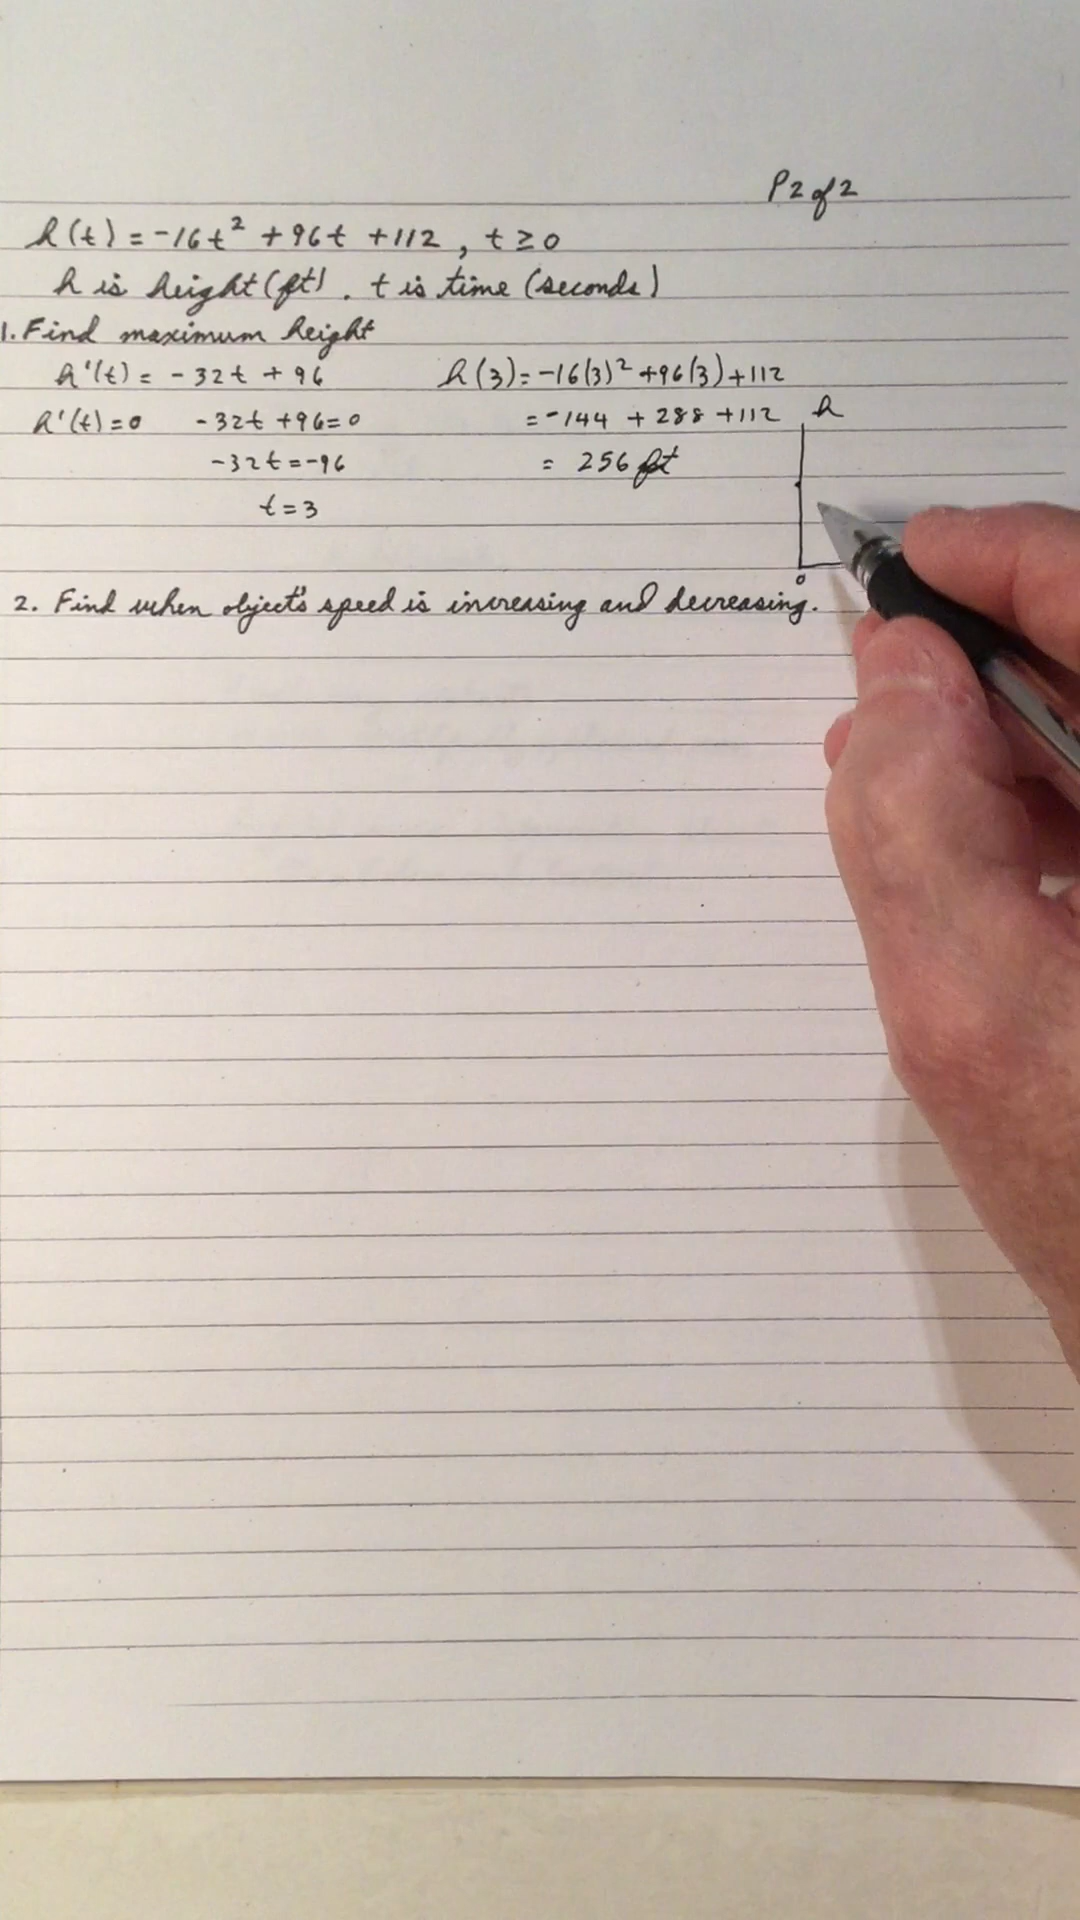 P2 of 2
h(t) = -16t² + 96t + 112, t ≥ 0
h is height (ft). t is time (seconds)
1. Find maximum height
h'(t) = -32t + 96 h(3) = -16(3)² + 96(3) + 112
h'(t) = 0 -32t + 96 = 0 = -144 + 288 + 112 h
-32t = -96 = 256 ft
t = 3
0
2. Find when object's speed is increasing and decreasing.